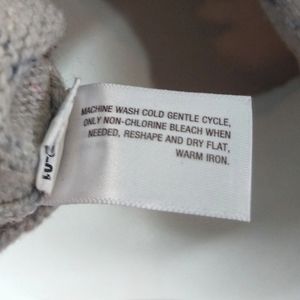 MACHINE WASH COLD GENTLE CYCLE,
ONLY NON-CHLORINE BLEACH WHEN
NEEDED, RESHAPE AND DRY FLAT,
WARM IRON.